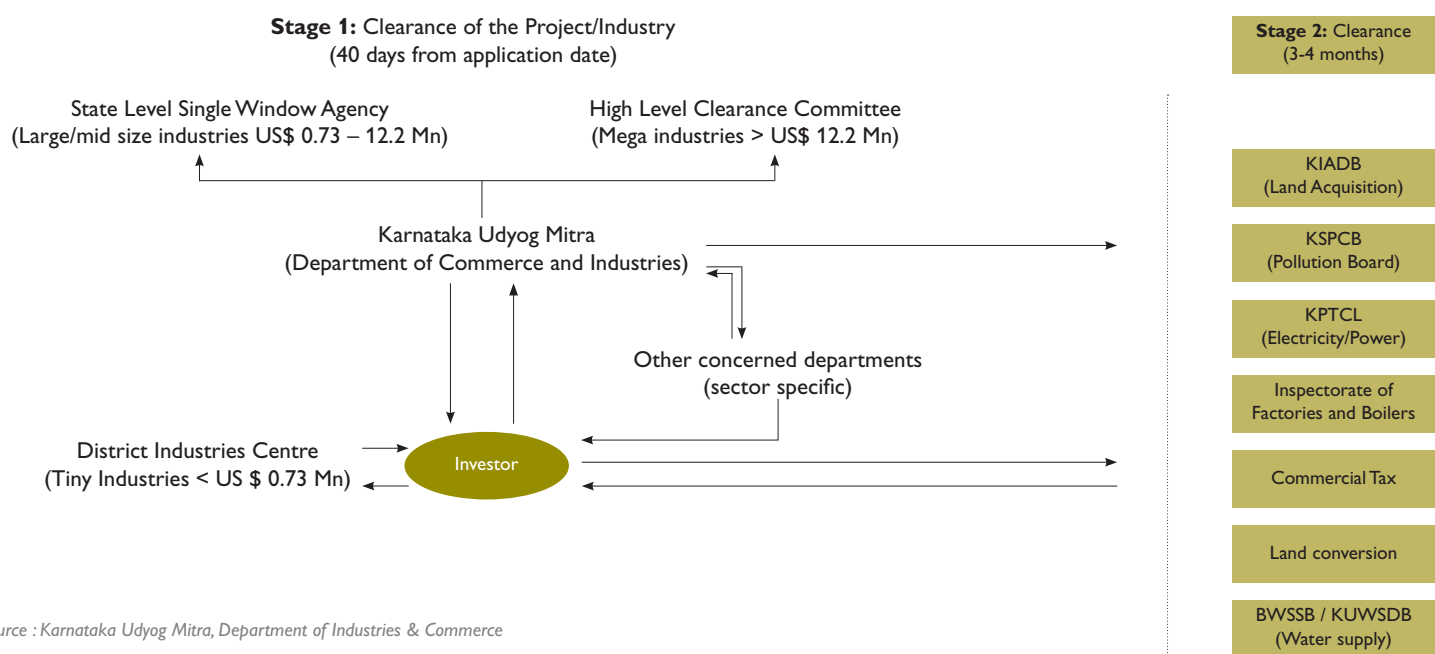 Stage 1: Clearance of the Project/Industry
(40 days from application date)
State Level Single Window Agency
(Large/mid size industries US$ 0.73 – 12.2 Mn)
High Level Clearance Committee
(Mega industries > US$ 12.2 Mn)
Karnataka Udyog Mitra
(Department of Commerce and Industries)
Other concerned departments
(sector specific)
District Industries Centre
(Tiny Industries < US $ 0.73 Mn)
Investor
Stage 2: Clearance
(3-4 months)
KIADB
(Land Acquisition)
KSPCB
(Pollution Board)
KPTCL
(Electricity/Power)
Inspectorate of
Factories and Boilers
Commercial Tax
Land conversion
BWSSB / KUWSDB
(Water supply)
urce : Karnataka Udyog Mitra, Department of Industries & Commerce